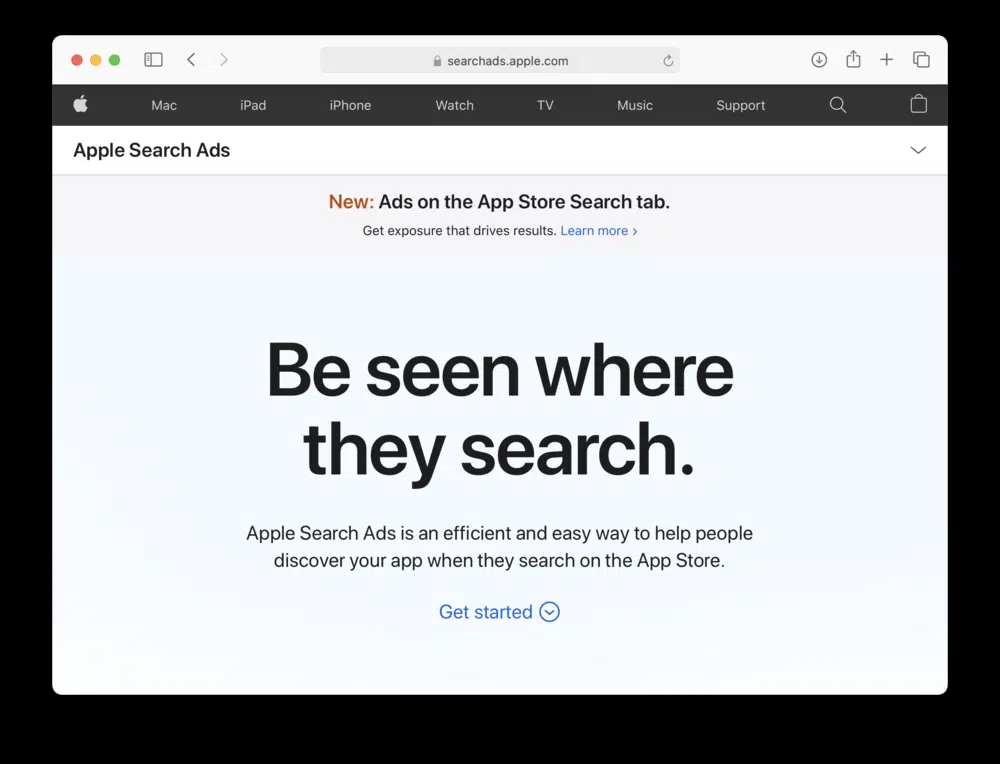 searchads.apple.com
Mac iPad iPhone Watch TV Music Support
Apple Search Ads
New: Ads on the App Store Search tab.
Get exposure that drives results. Learn more ›
Be seen where
they search.
Apple Search Ads is an efficient and easy way to help people
discover your app when they search on the App Store.
Get started